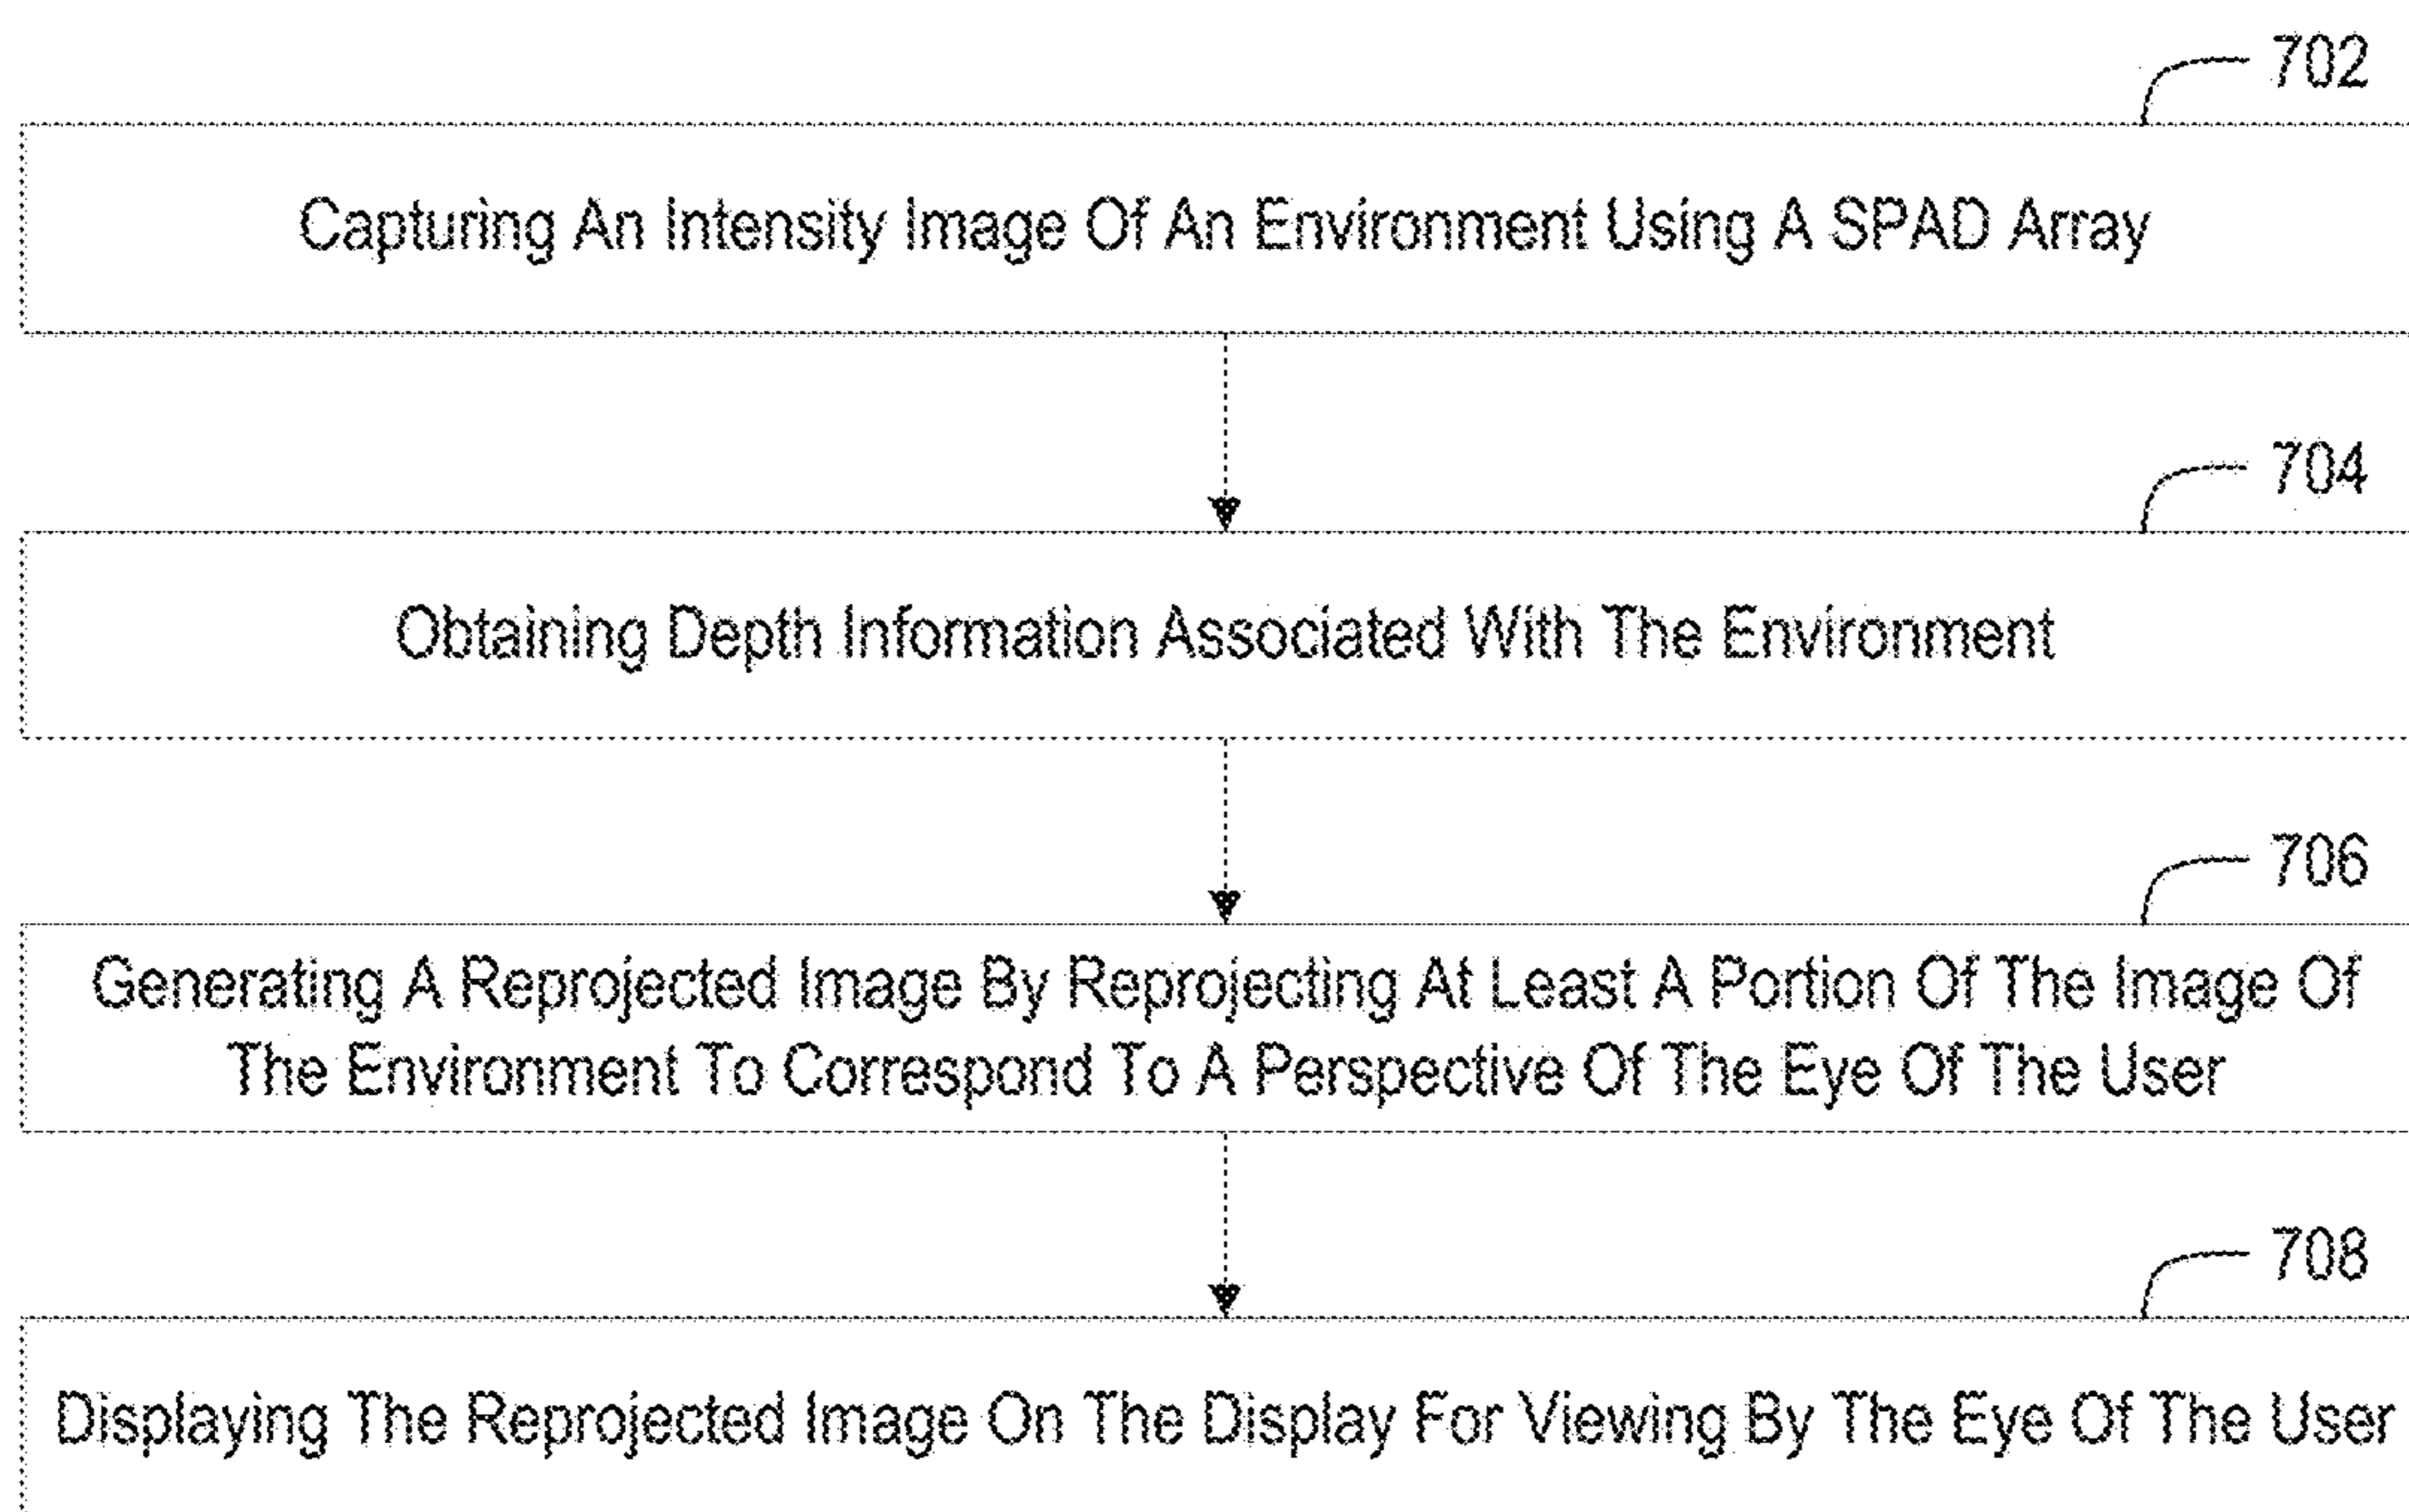 702
Capturing An Intensity Image Of An Environment Using A SPAD Array
704
Obtaining Depth Information Associated With The Environment
706
Generating A Reprojected Image By Reprojecting At Least A Portion Of The Image Of
The Environment To Correspond To A Perspective Of The Eye Of The User
708
Displaying The Reprojected Image On The Display For Viewing By The Eye Of The User